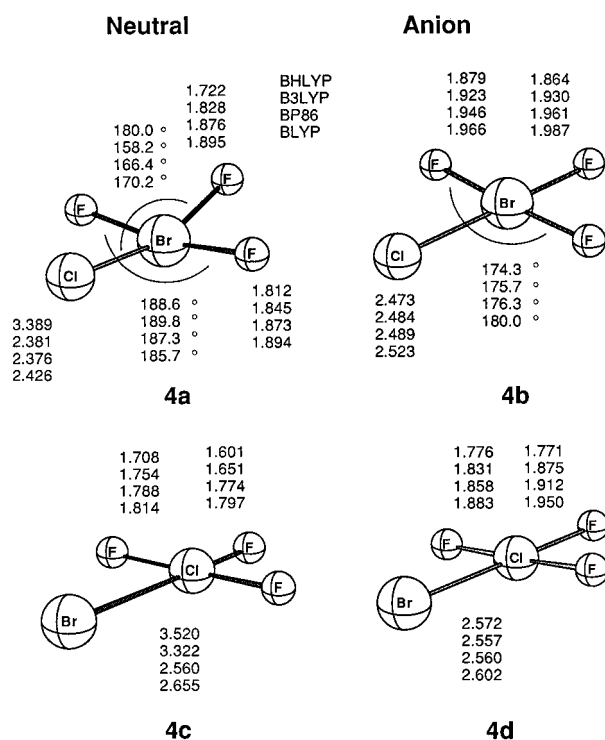 Neutral
Anion
1.722
1.828
1.876
1.895
BHLYP
B3LYP
BP86
BLYP
180.0 °
158.2 °
166.4 °
170.2 °
F
F
Br
F
Cl
3.389
2.381
2.376
2.426
188.6 °
189.8 °
187.3 °
185.7 °
1.812
1.845
1.873
1.894
4a
1.879
1.923
1.946
1.966
1.864
1.930
1.961
1.987
F
F
Br
F
Cl
2.473
2.484
2.489
2.523
174.3 °
175.7 °
176.3 °
180.0 °
4b
1.708
1.754
1.788
1.814
1.601
1.651
1.774
1.797
F
F
Cl
F
Br
3.520
3.322
2.560
2.655
4c
1.776
1.831
1.858
1.883
1.771
1.875
1.912
1.950
F
F
Cl
F
Br
2.572
2.557
2.560
2.602
4d